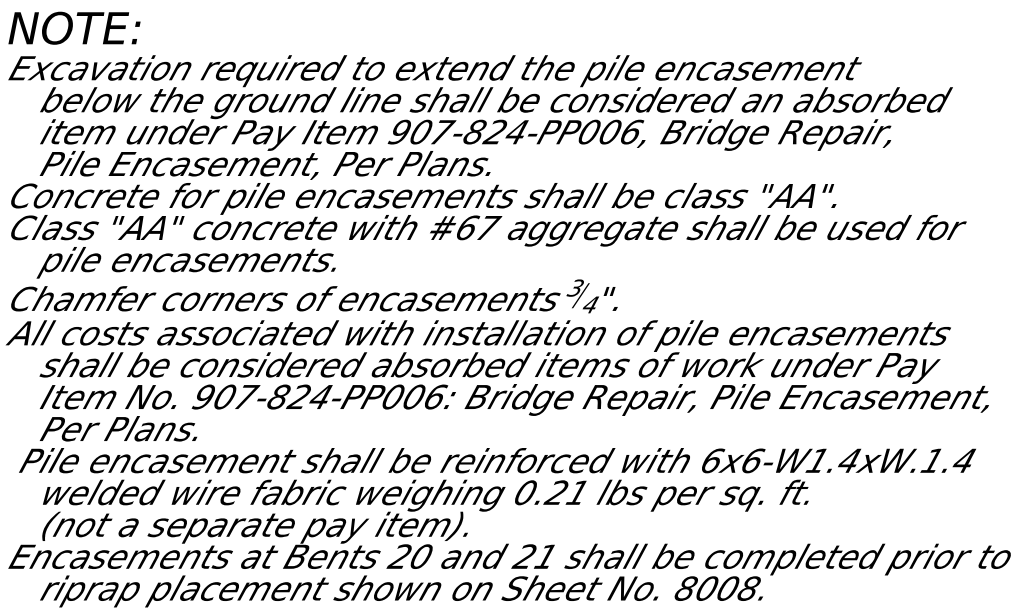 NOTE:
Excavation required to extend the pile encasement
below the ground line shall be considered an absorbed
item under Pay Item 907-824-PP006, Bridge Repair,
Pile Encasement, Per Plans.
Concrete for pile encasements shall be class "AA".
Class "AA" concrete with #67 aggregate shall be used for
pile encasements.
Chamfer corners of encasements 3/4".
All costs associated with installation of pile encasements
shall be considered absorbed items of work under Pay
Item No. 907-824-PP006: Bridge Repair, Pile Encasement,
Per Plans.
Pile encasement shall be reinforced with 6x6-W1.4xW.1.4
welded wire fabric weighing 0.21 lbs per sq. ft.
(not a separate pay item).
Encasements at Bents 20 and 21 shall be completed prior to
riprap placement shown on Sheet No. 8008.